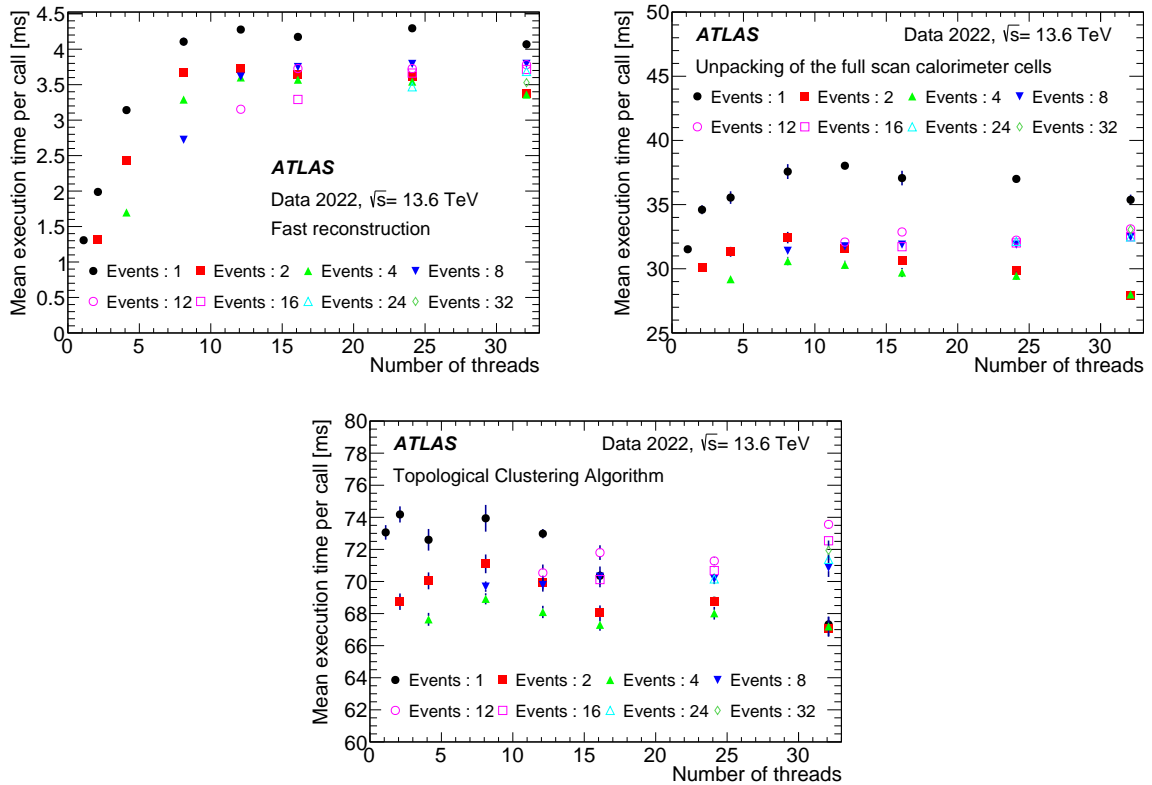 Mean execution time per call [ms]
5
4.5
4
3.5
3
2.5
2
1.5
1
0.5
0
ATLAS
Data 2022, √s= 13.6 TeV
Fast reconstruction
Events : 1 Events : 2 Events : 4 Events : 8
Events : 12 Events : 16 Events : 24 Events : 32
0 5 10 15 20 25 30
Number of threads
Mean execution time per call [ms]
50
45
40
35
30
25
ATLAS Data 2022, √s= 13.6 TeV
Unpacking of the full scan calorimeter cells
Events : 1 Events : 2 Events : 4 Events : 8
Events : 12 Events : 16 Events : 24 Events : 32
0 5 10 15 20 25 30
Number of threads
Mean execution time per call [ms]
80
78
76
74
72
70
68
66
64
62
60
ATLAS Data 2022, √s= 13.6 TeV
Topological Clustering Algorithm
Events : 1 Events : 2 Events : 4 Events : 8
Events : 12 Events : 16 Events : 24 Events : 32
0 5 10 15 20 25 30
Number of threads